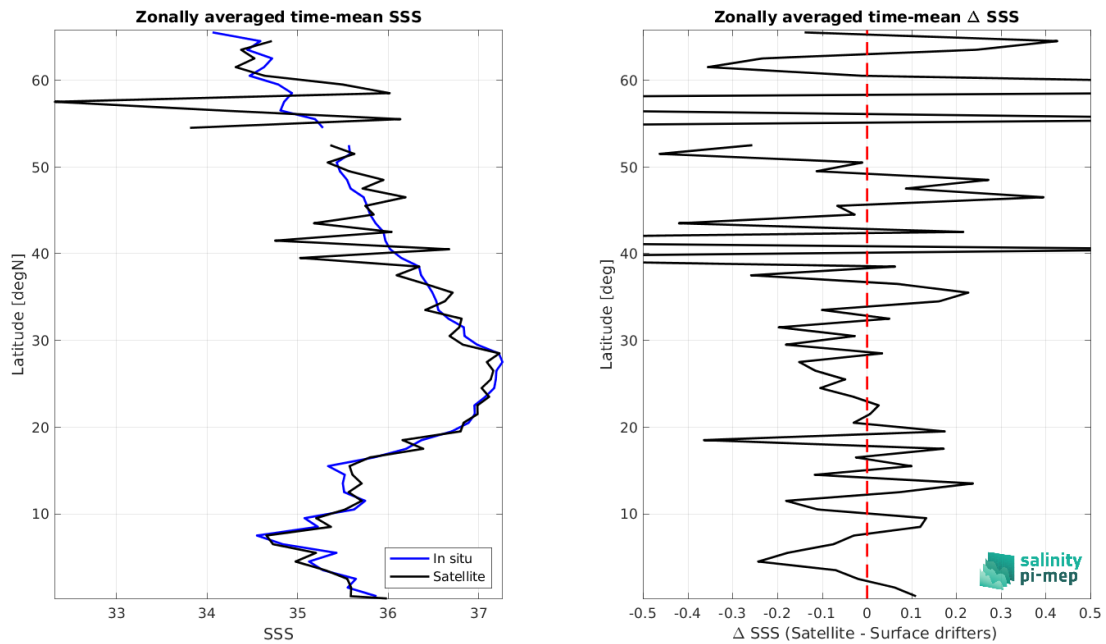 Zonally averaged time-mean SSS
60
50
40
30
20
10
Latitude [degN]
33 34 35 36 37
SSS
In situ
Satellite
Zonally averaged time-mean Δ SSS
60
50
40
30
20
10
Latitude [deg]
-0.5 -0.4 -0.3 -0.2 -0.1 0 0.1 0.2 0.3 0.4 0.5
Δ SSS (Satellite - Surface drifters)
salinity
pi-mep